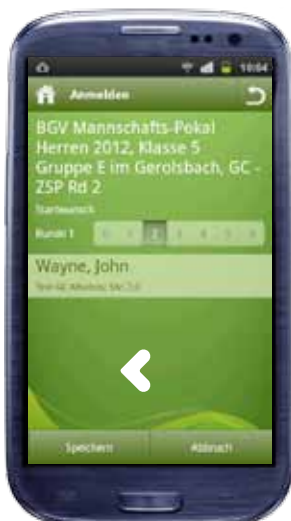 10:04
Anmelden
BGV Mannschafts-Pokal
Herren 2012, Klasse 5
Gruppe E im Gerolsbach, GC -
ZSP Rd 2
Startwunsch
Runde 1
Wayne, John
Speichern Abbruch